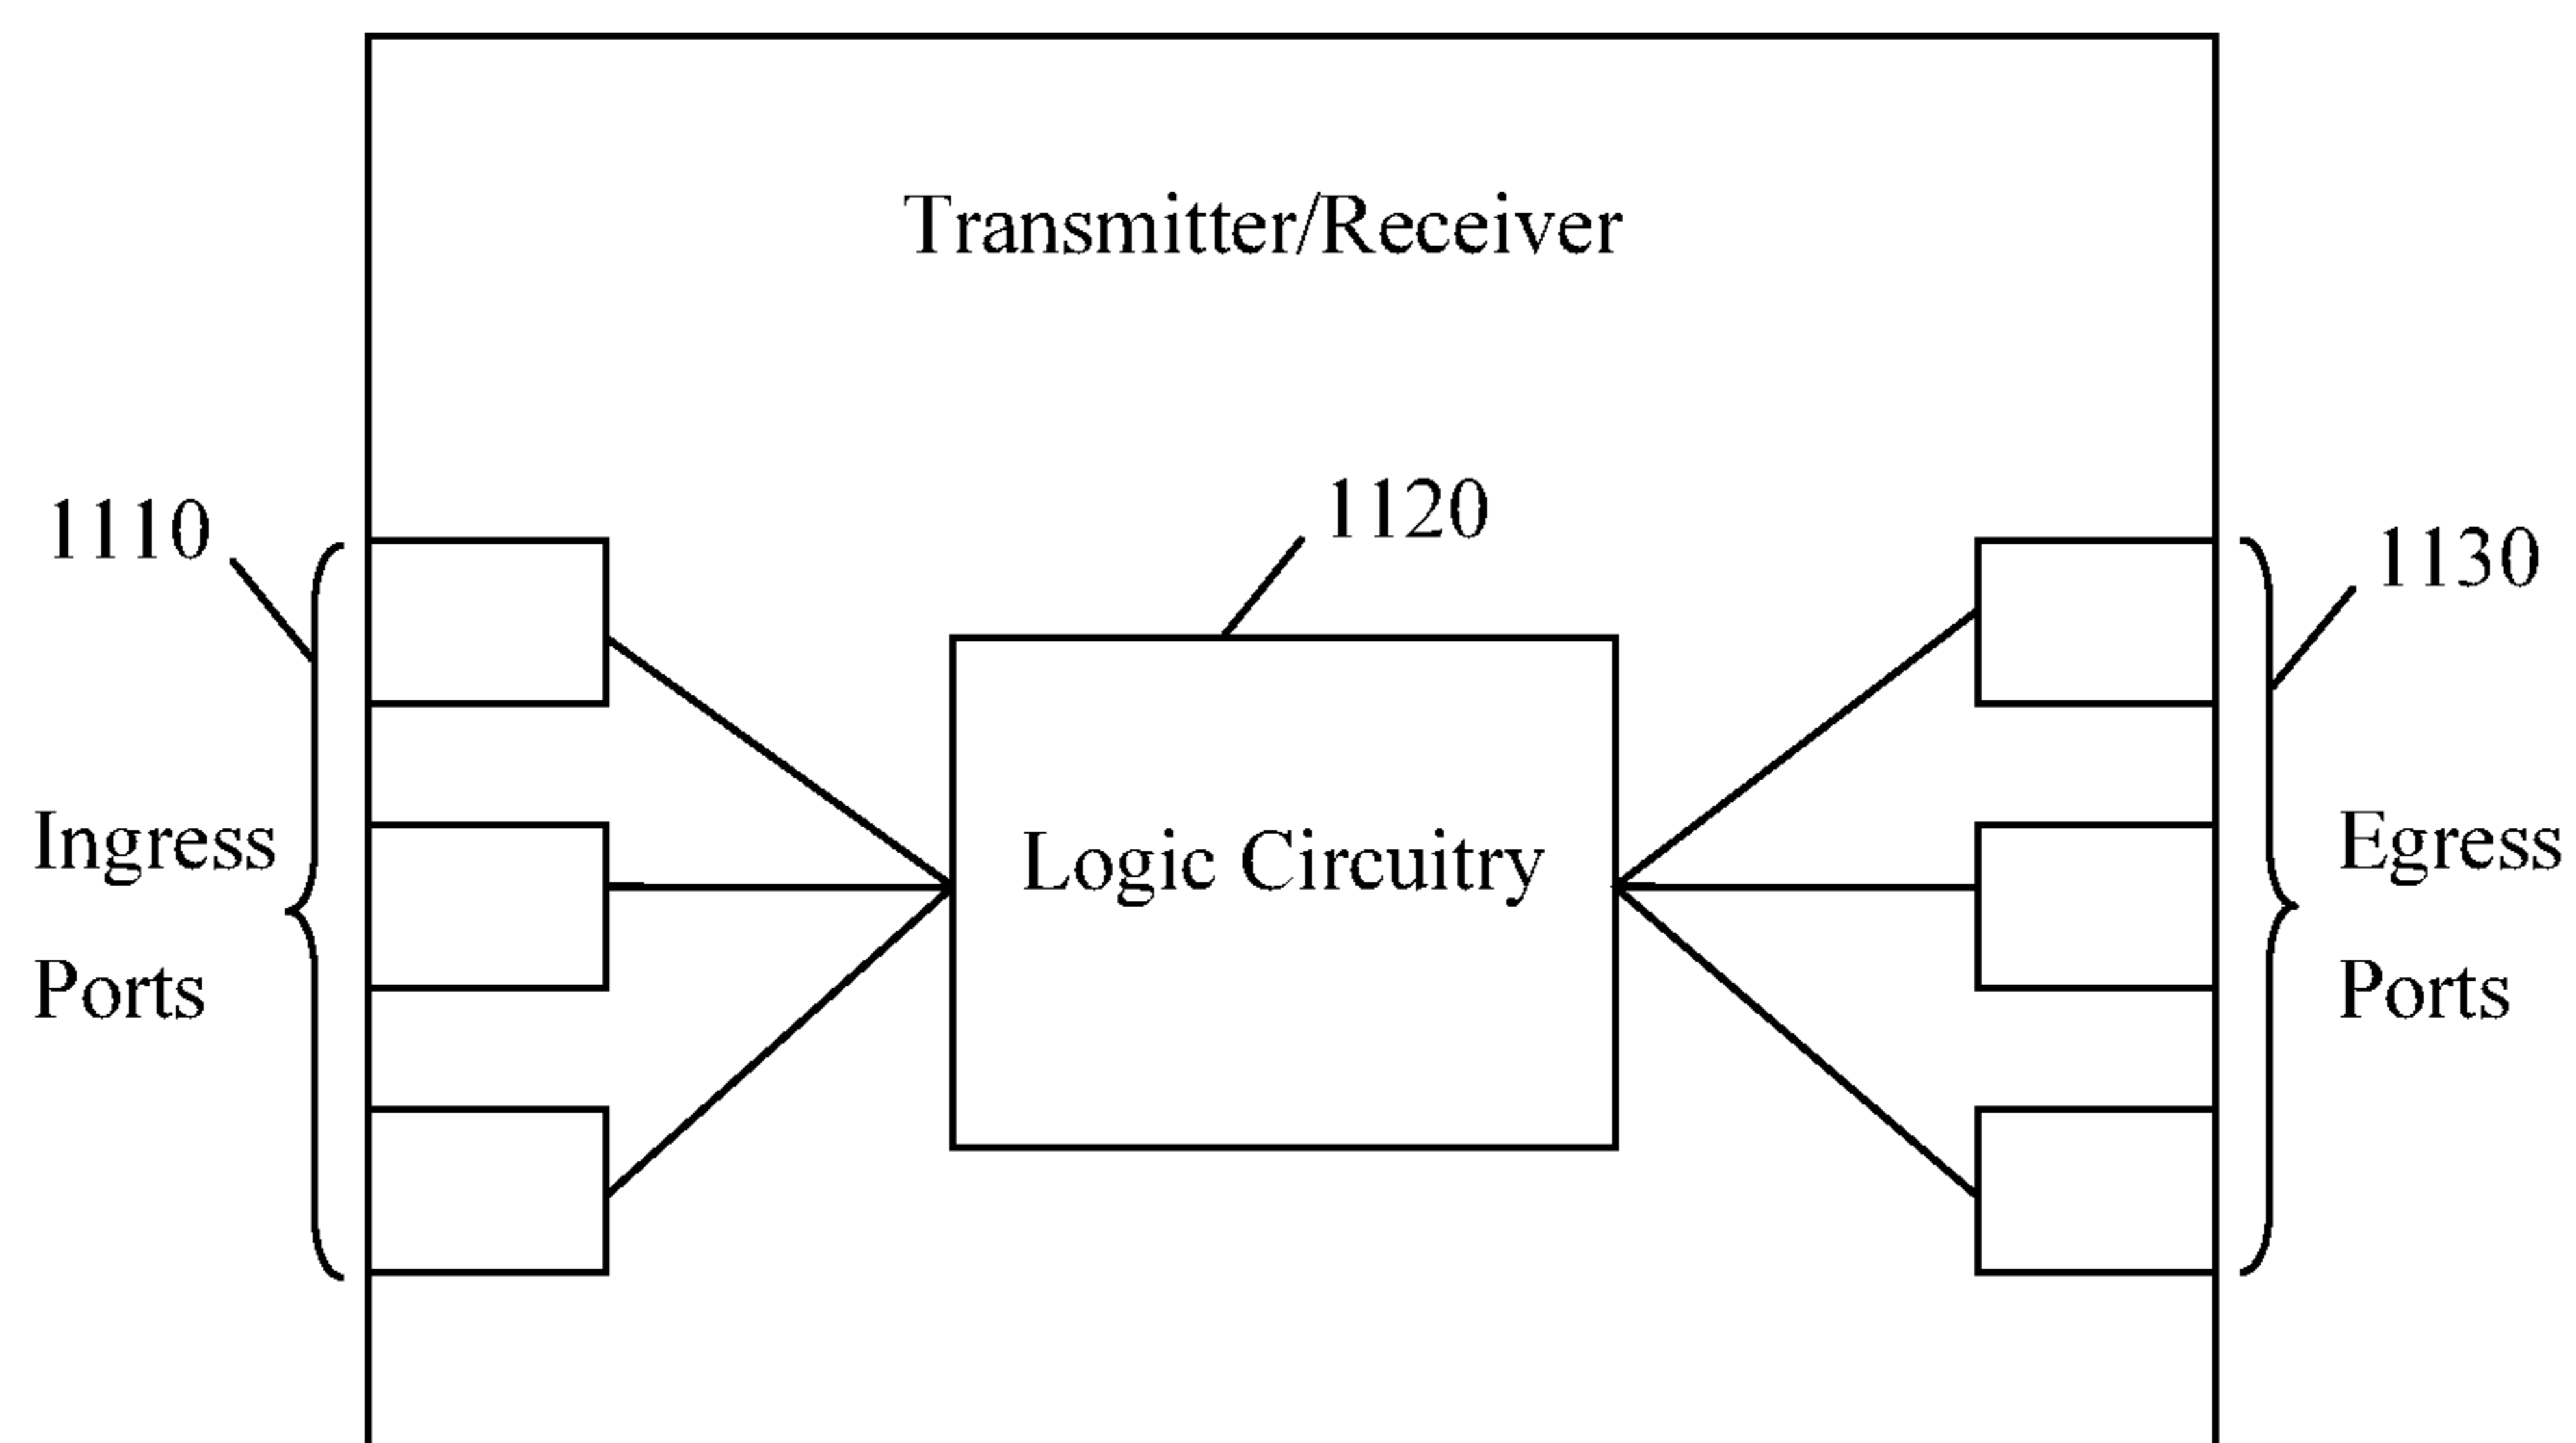 Transmitter/Receiver
1110
1120
1130
Ingress
Ports
Logic Circuitry
Egress
Ports